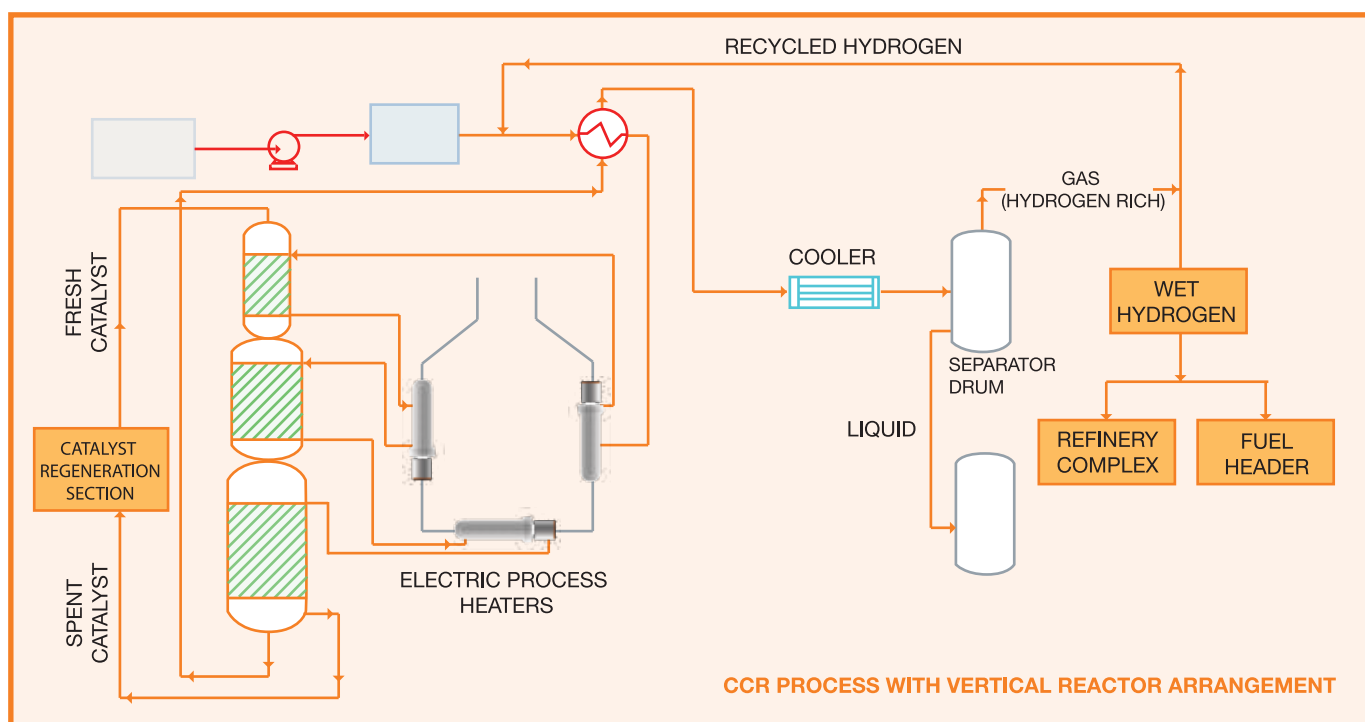 RECYCLED HYDROGEN
GAS
(HYDROGEN RICH)
COOLER
WET
HYDROGEN
FRESH
CATALYST
SEPARATOR
DRUM
LIQUID
REFINERY
COMPLEX
FUEL
HEADER
CATALYST
REGENERATION
SECTION
ELECTRIC PROCESS
HEATERS
SPENT
CATALYST
CCR PROCESS WITH VERTICAL REACTOR ARRANGEMENT